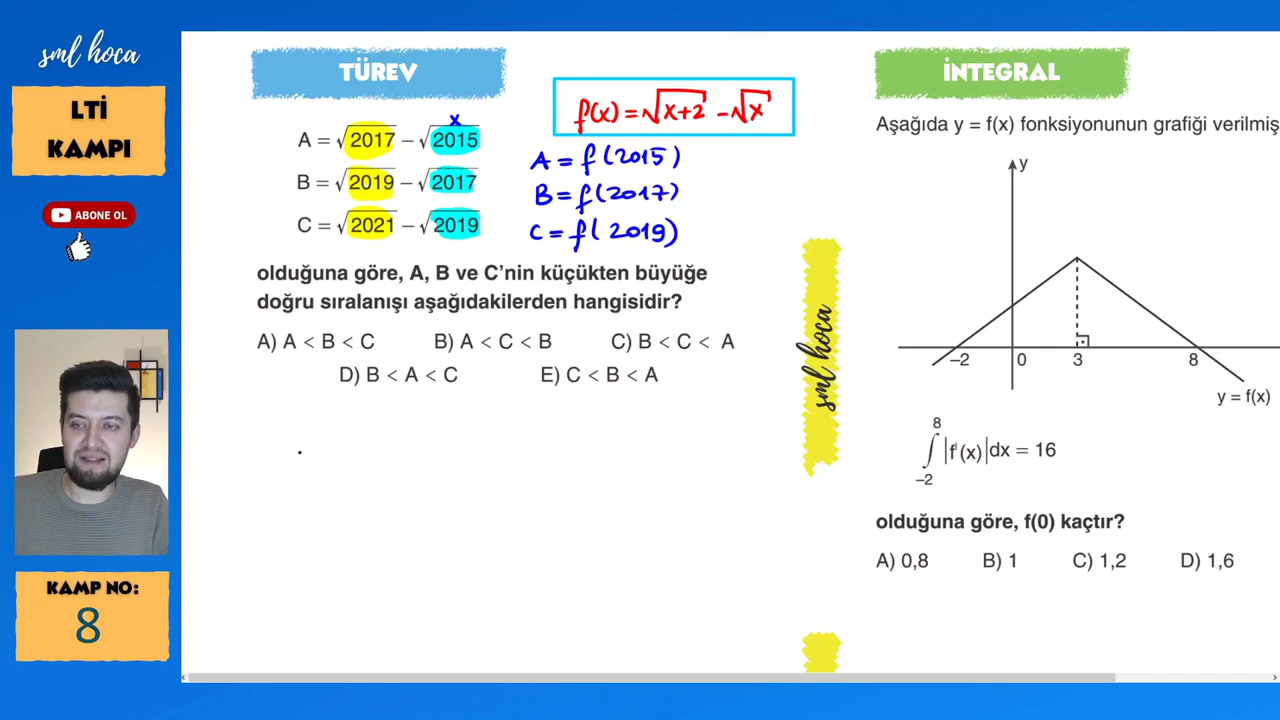 sml hoca
LTİ
KAMPI
ABONE OL
KAMP NO:
8
TÜREV
f(x) = √x+2 - √x
x
A = √2017 − √2015
B = √2019 − √2017
C = √2021 − √2019
A = f(2015)
B = f(2017)
C = f(2019)
olduğuna göre, A, B ve C'nin küçükten büyüğe
doğru sıralanışı aşağıdakilerden hangisidir?
A) A < B < C B) A < C < B C) B < C < A
D) B < A < C E) C < B < A
sml hoca
İNTEGRAL
Aşağıda y = f(x) fonksiyonunun grafiği verilmiş
y
−2 0 3 8
y = f(x)
8
∫ |f'(x)|dx = 16
−2
olduğuna göre, f(0) kaçtır?
A) 0,8 B) 1 C) 1,2 D) 1,6